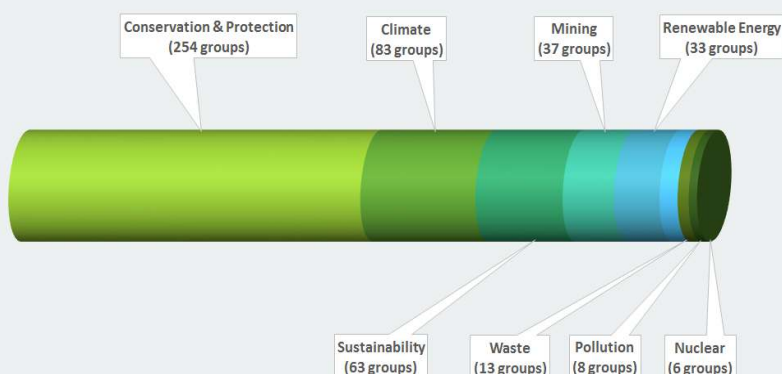 Conservation & Protection
(254 groups)
Climate
(83 groups)
Mining
(37 groups)
Renewable Energy
(33 groups)
Sustainability
(63 groups)
Waste
(13 groups)
Pollution
(8 groups)
Nuclear
(6 groups)